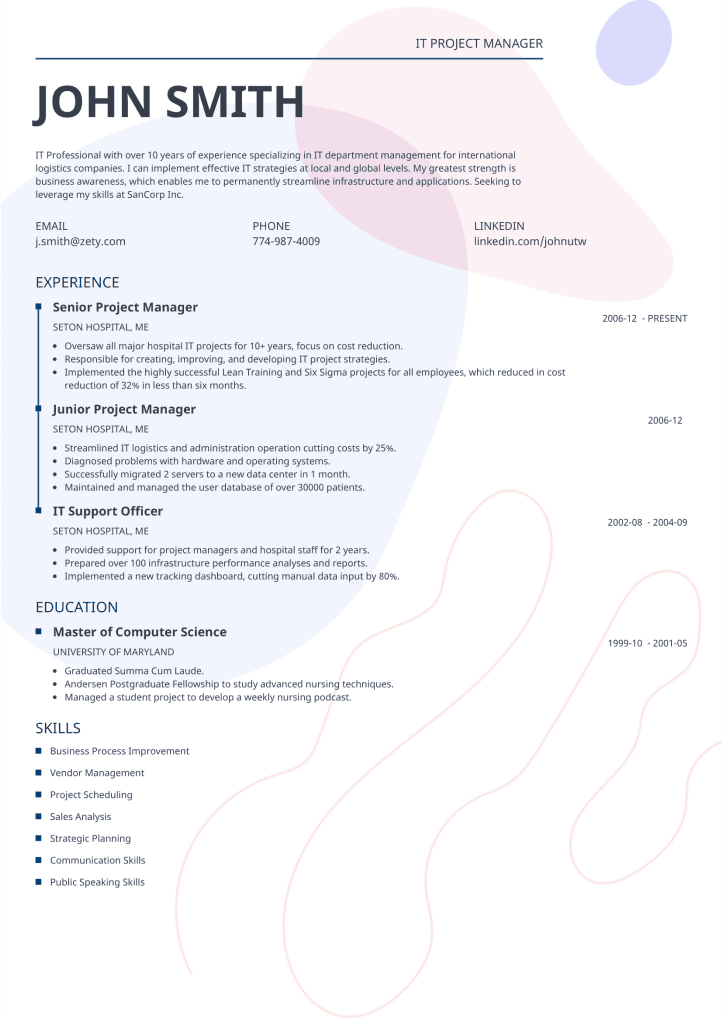 IT PROJECT MANAGER
JOHN SMITH
IT Professional with over 10 years of experience specializing in IT department management for international
logistics companies. I can implement effective IT strategies at local and global levels. My greatest strength is
business awareness, which enables me to permanently streamline infrastructure and applications. Seeking to
leverage my skills at SanCorp Inc.
EMAIL
j.smith@zety.com
PHONE
774-987-4009
LINKEDIN
linkedin.com/johnutw
EXPERIENCE
Senior Project Manager
2006-12 - PRESENT
SETON HOSPITAL, ME
• Oversaw all major hospital IT projects for 10+ years, focus on cost reduction.
• Responsible for creating, improving, and developing IT project strategies.
• Implemented the highly successful Lean Training and Six Sigma projects for all employees, which reduced in cost
reduction of 32% in less than six months.
Junior Project Manager
2006-12
SETON HOSPITAL, ME
• Streamlined IT logistics and administration operation cutting costs by 25%.
• Diagnosed problems with hardware and operating systems.
• Successfully migrated 2 servers to a new data center in 1 month.
• Maintained and managed the user database of over 30000 patients.
IT Support Officer
2002-08 - 2004-09
SETON HOSPITAL, ME
• Provided support for project managers and hospital staff for 2 years.
• Prepared over 100 infrastructure performance analyses and reports.
• Implemented a new tracking dashboard, cutting manual data input by 80%.
EDUCATION
Master of Computer Science
1999-10 - 2001-05
UNIVERSITY OF MARYLAND
• Graduated Summa Cum Laude.
• Andersen Postgraduate Fellowship to study advanced nursing techniques.
• Managed a student project to develop a weekly nursing podcast.
SKILLS
Business Process Improvement
Vendor Management
Project Scheduling
Sales Analysis
Strategic Planning
Communication Skills
Public Speaking Skills